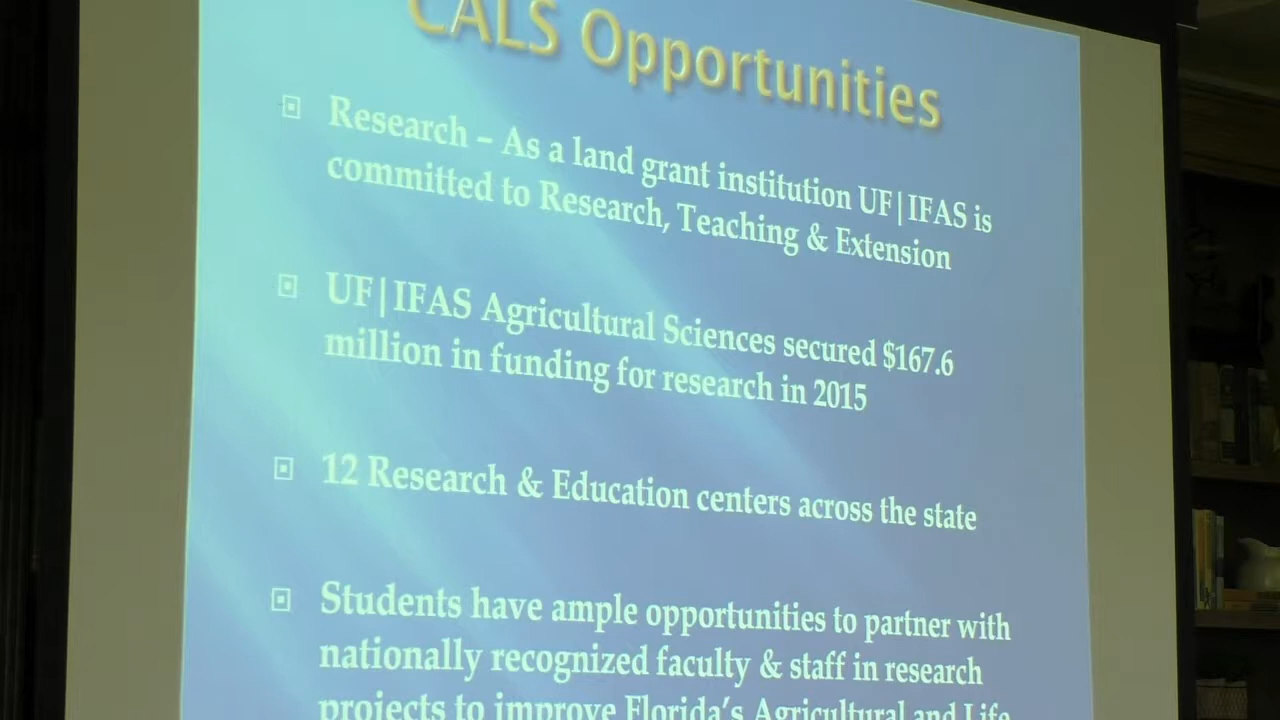 CALS Opportunities
Research – As a land grant institution UF|IFAS is
committed to Research, Teaching & Extension
UF|IFAS Agricultural Sciences secured $167.6
million in funding for research in 2015
12 Research & Education centers across the state
Students have ample opportunities to partner with
nationally recognized faculty & staff in research
projects to improve Florida's Agricultural and Life